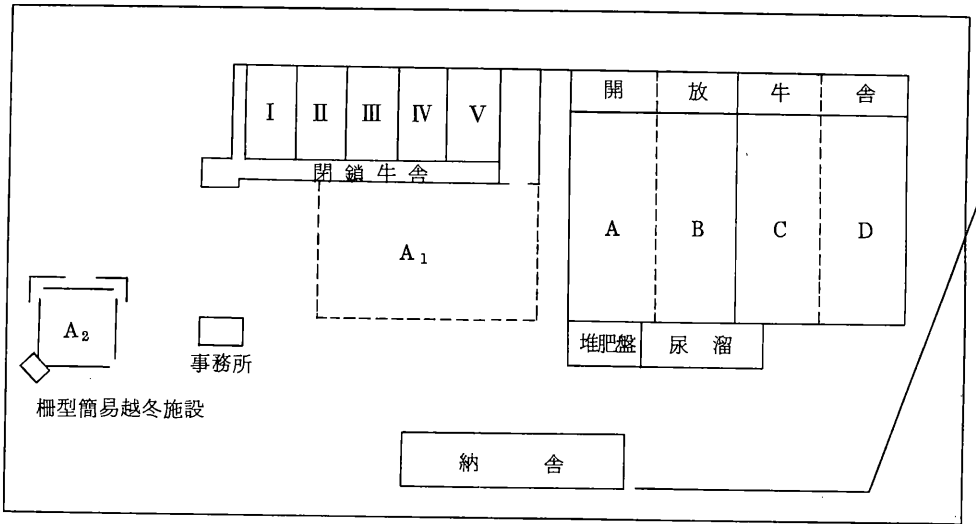 I II III IV V
閉鎖牛舎
A₁
開放牛舎
A B C D
堆肥盤 尿溜
A₂
柵型簡易越冬施設
事務所
納舎